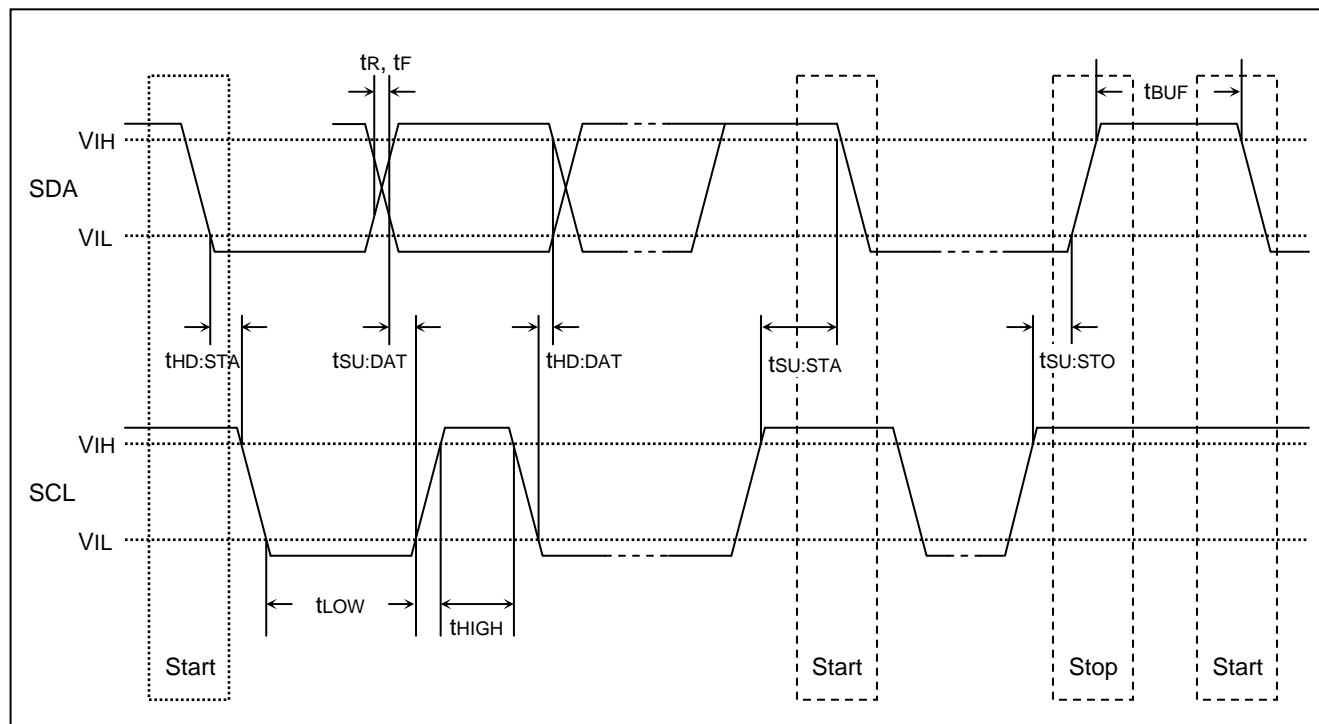 tR, tF
tBUF
VIH
SDA
VIL
tHD:STA
tSU:DAT
tHD:DAT
tSU:STA
tSU:STO
VIH
SCL
VIL
tLOW
tHIGH
Start
Start
Stop
Start